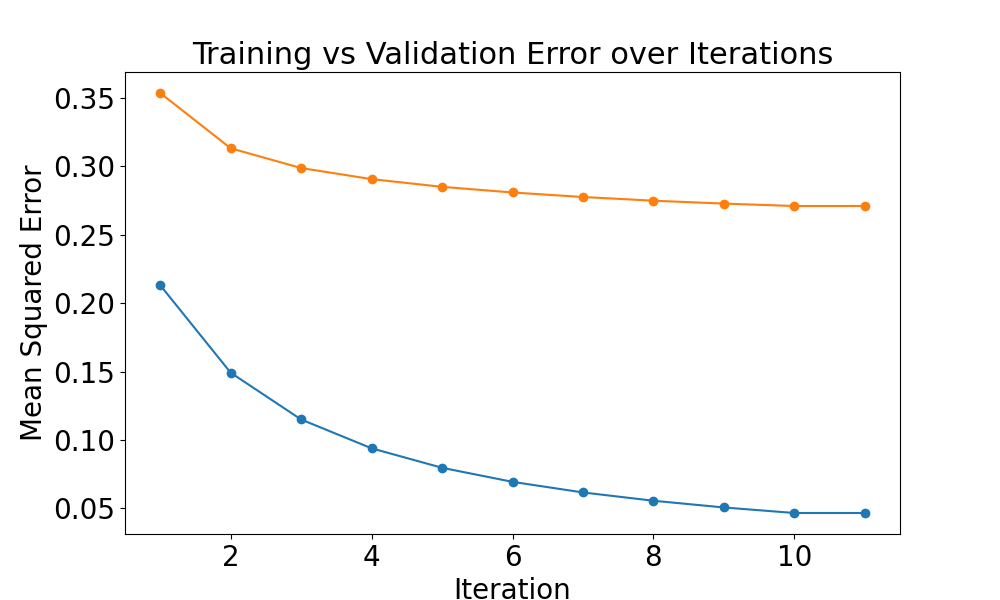 Training vs Validation Error over Iterations
0.35
0.30
0.25
0.20
0.15
0.10
0.05
Mean Squared Error
2 4 6 8 10
Iteration